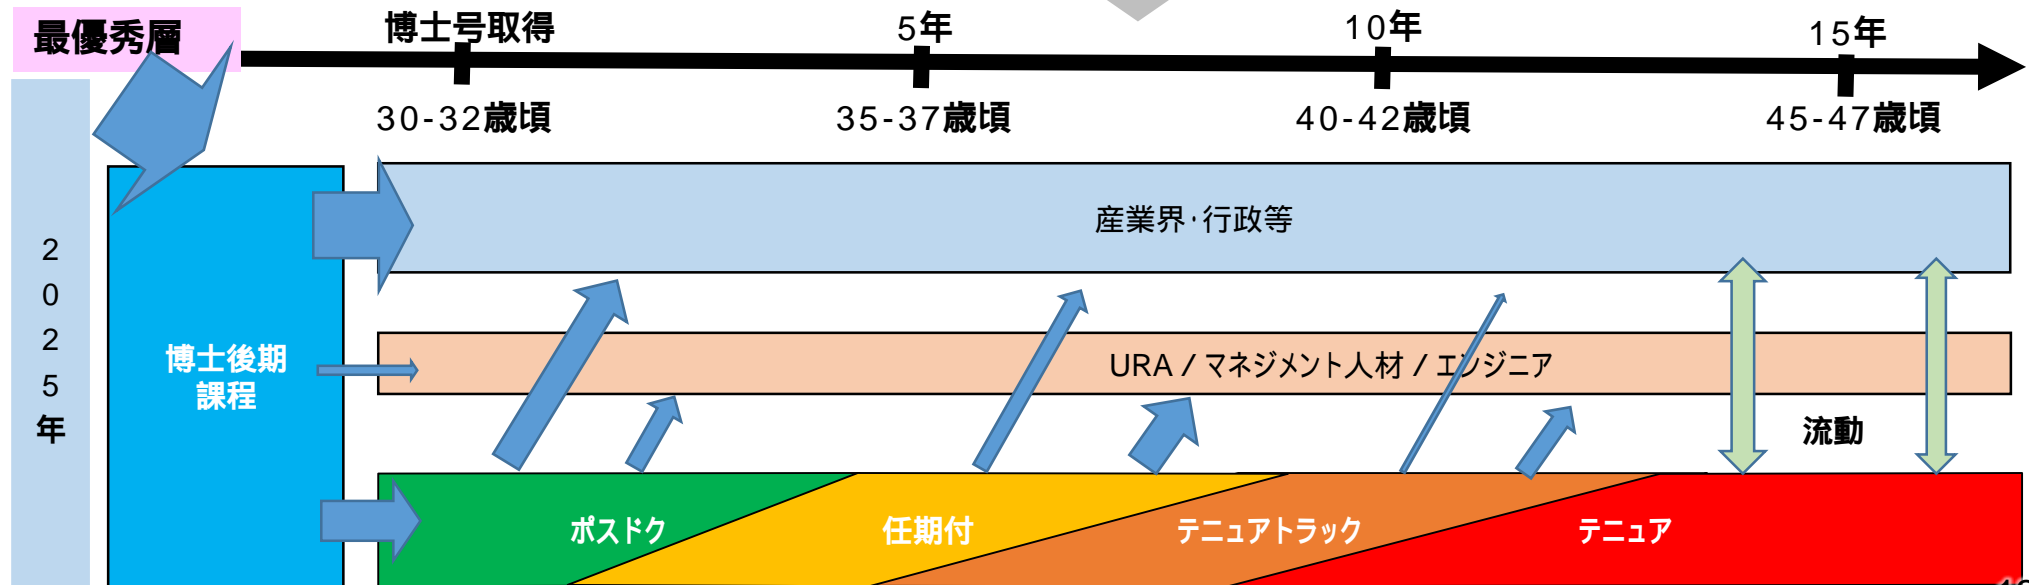 最優秀層
博士号取得
5年
10年
15年
30-32歳頃
35-37歳頃
40-42歳頃
45-47歳頃
2025年
博士後期
課程
産業界・行政等
URA / マネジメント人材 / エンジニア
流動
ポスドク
任期付
テニュアトラック
テニュア